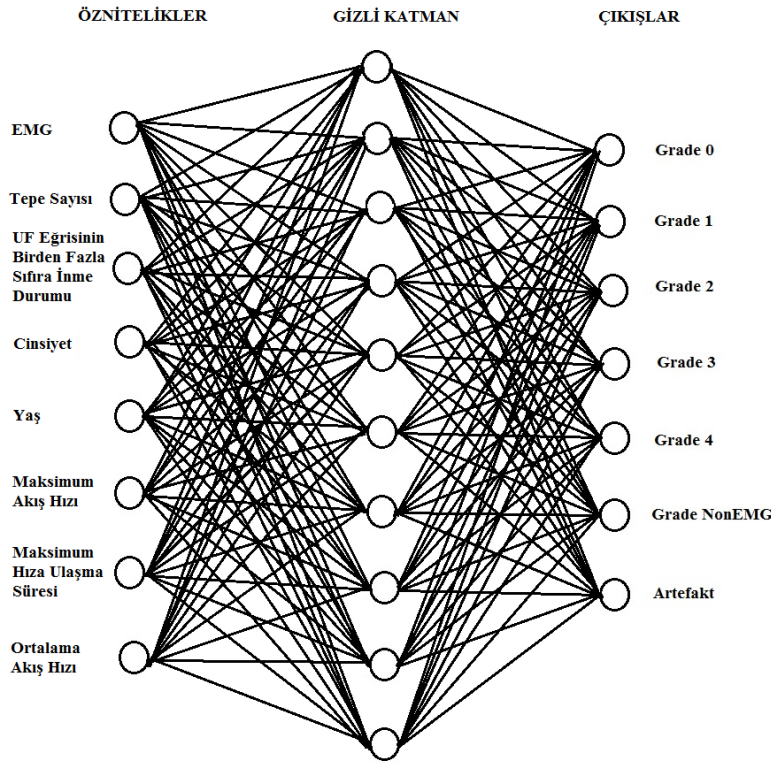 ÖZNİTELİKLER
GİZLİ KATMAN
ÇIKIŞLAR
EMG
Tepe Sayısı
UF Eğrisinin
Birden Fazla
Sıfıra İnme
Durumu
Cinsiyet
Yaş
Maksimum
Akış Hızı
Maksimum
Hıza Ulaşma
Süresi
Ortalama
Akış Hızı
Grade 0
Grade 1
Grade 2
Grade 3
Grade 4
Grade NonEMG
Artefakt